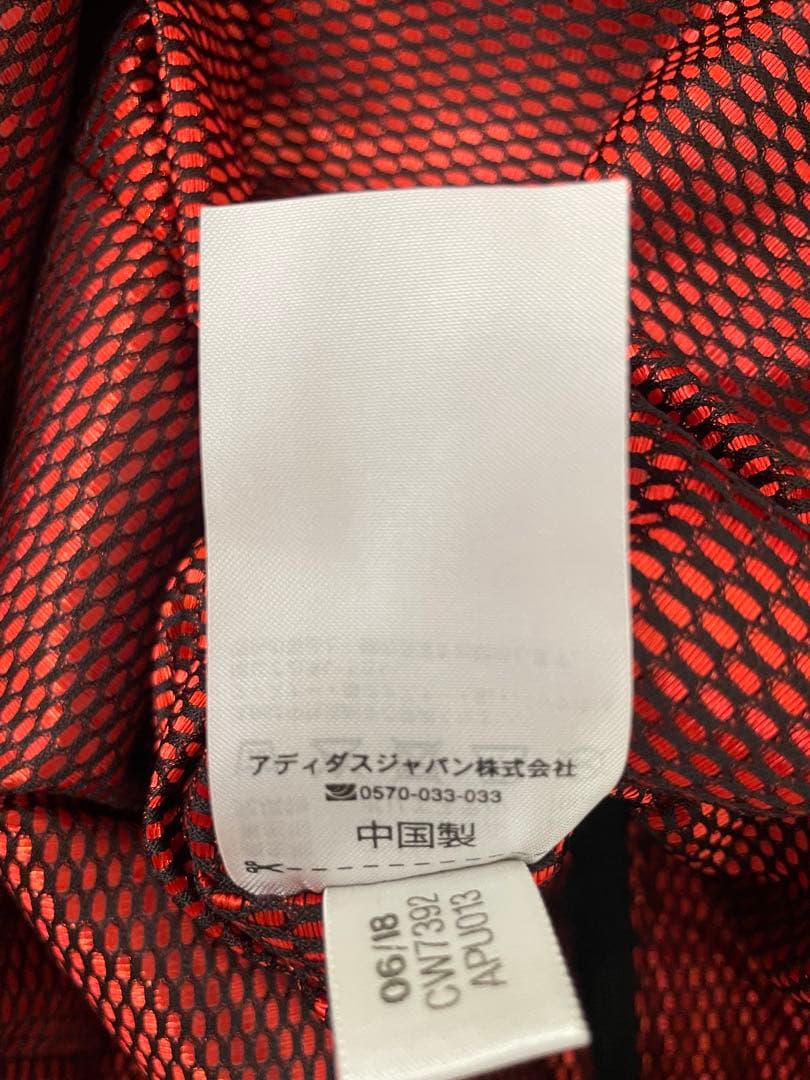 アディダスジャパン株式会社
0570-033-033
中国製
06/18
CW7392
APU013